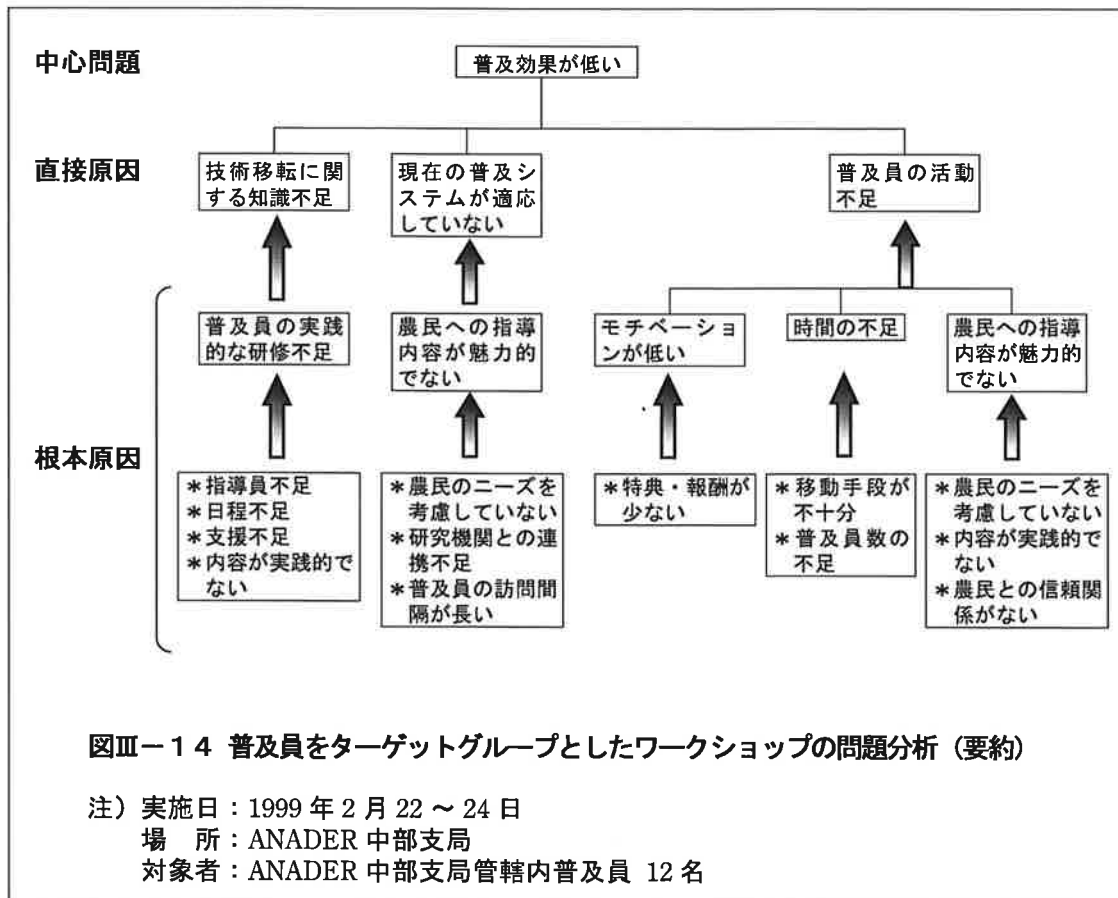 中心問題
普及効果が低い
直接原因
技術移転に関
する知識不足
現在の普及シ
ステムが適応
していない
普及員の活動
不足
根本原因
普及員の実践
的な研修不足
農民への指導
内容が魅力的
でない
モチベーショ
ンが低い
時間の不足
農民への指導
内容が魅力的
でない
*指導員不足
*日程不足
*支援不足
*内容が実践的で
ない
*農民のニーズを
考慮していない
*研究機関との連
携不足
*普及員の訪問間
隔が長い
*特典・報酬が
少ない
*移動手段が
不十分
*普及員数の
不足
*農民のニーズを
考慮していない
*内容が実践的で
ない
*農民との信頼関
係がない
図Ⅲ－１４ 普及員をターゲットグループとしたワークショップの問題分析（要約）
注）実施日：1999 年 2 月 22 ～ 24 日
場　所：ANADER 中部支局
対象者：ANADER 中部支局管轄内普及員 12 名